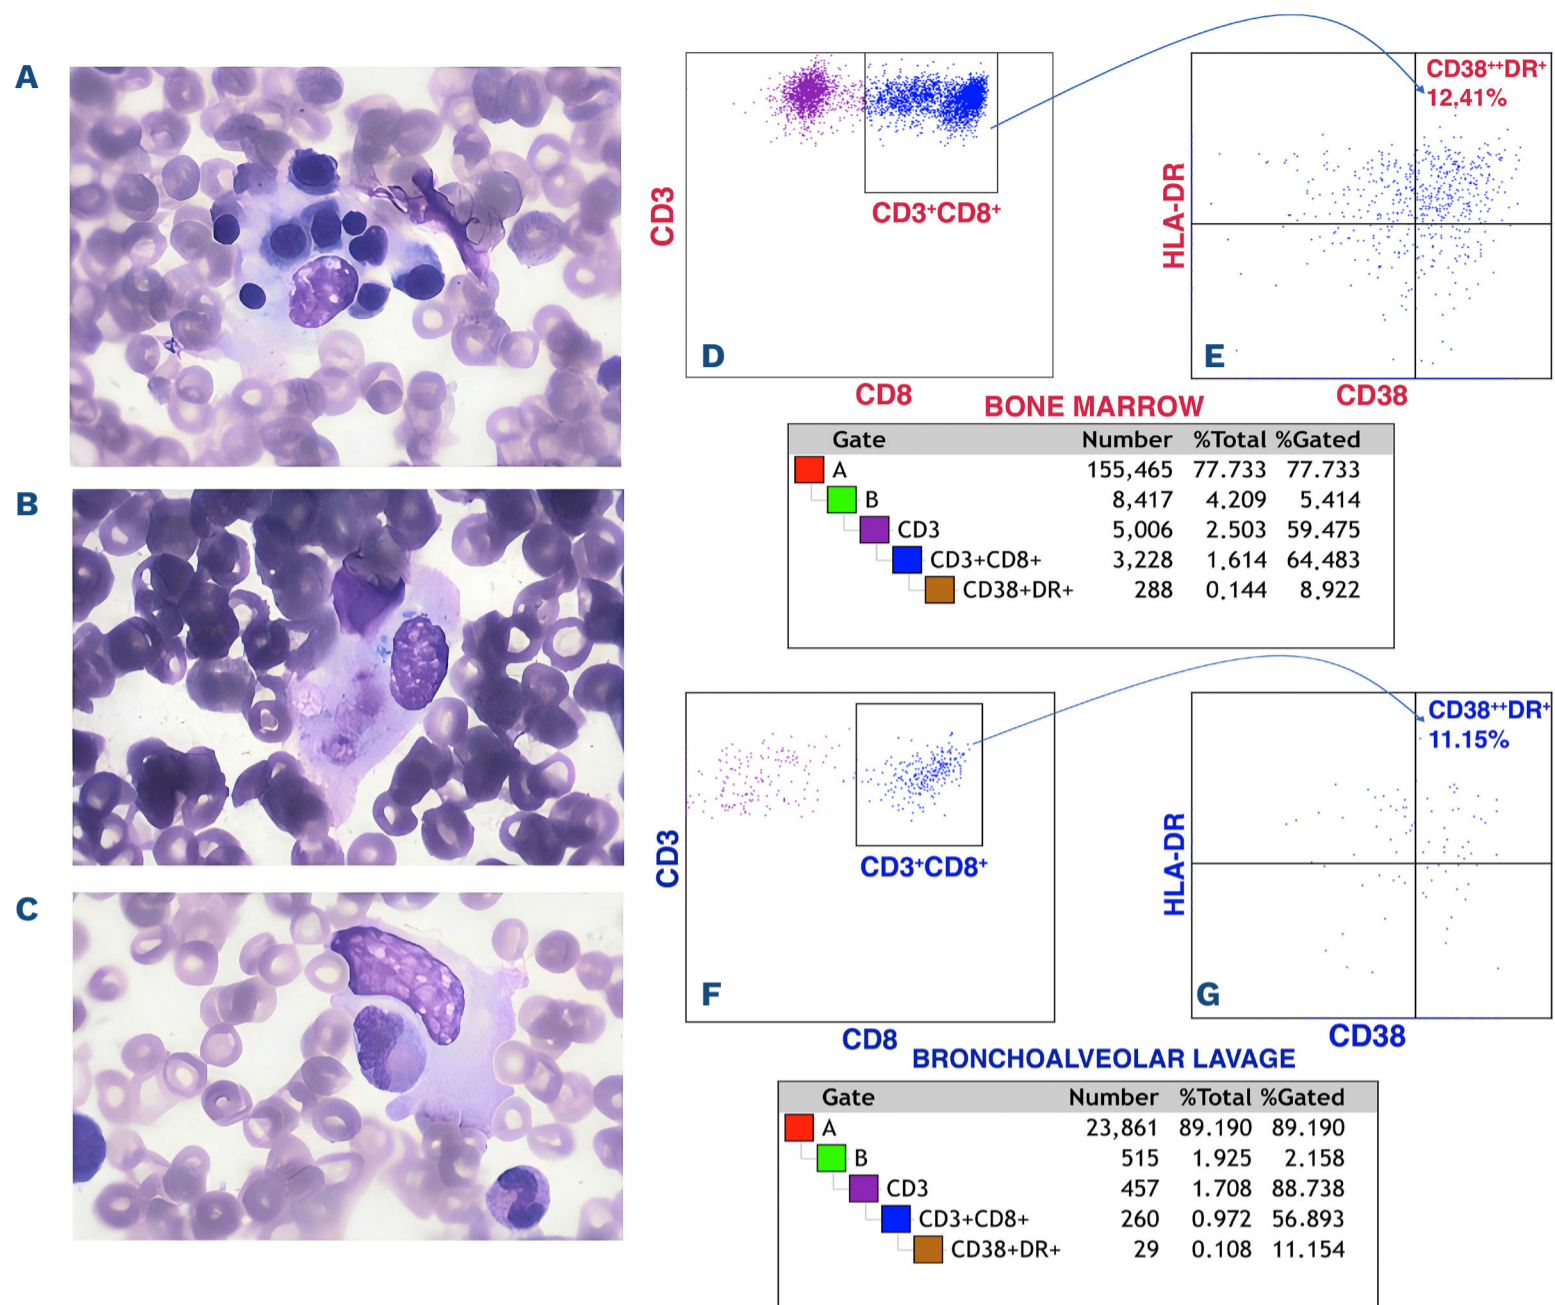 A
B
C
CD3
CD3+CD8+
D
CD8
CD38++DR+
12,41%
HLA-DR
E
CD38
BONE MARROW
Gate Number %Total %Gated
A 155,465 77.733 77.733
B 8,417 4.209 5.414
CD3 5,006 2.503 59.475
CD3+CD8+ 3,228 1.614 64.483
CD38+DR+ 288 0.144 8.922
CD3
CD3+CD8+
F
CD8
CD38++DR+
11.15%
HLA-DR
G
CD38
BRONCHOALVEOLAR LAVAGE
Gate Number %Total %Gated
A 23,861 89.190 89.190
B 515 1.925 2.158
CD3 457 1.708 88.738
CD3+CD8+ 260 0.972 56.893
CD38+DR+ 29 0.108 11.154